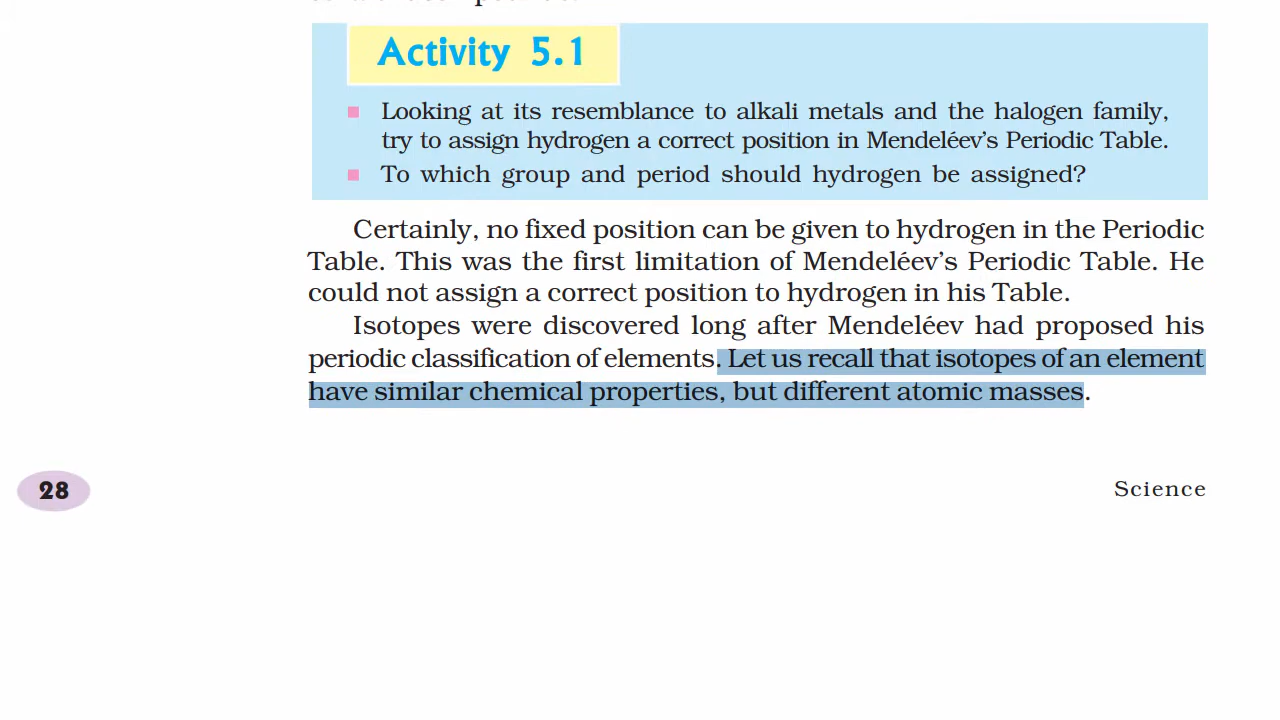 Activity 5.1
Looking at its resemblance to alkali metals and the halogen family,
try to assign hydrogen a correct position in Mendeléev’s Periodic Table.
To which group and period should hydrogen be assigned?
Certainly, no fixed position can be given to hydrogen in the Periodic
Table. This was the first limitation of Mendeléev’s Periodic Table. He
could not assign a correct position to hydrogen in his Table.
Isotopes were discovered long after Mendeléev had proposed his
periodic classification of elements. Let us recall that isotopes of an element
have similar chemical properties, but different atomic masses.
28
Science